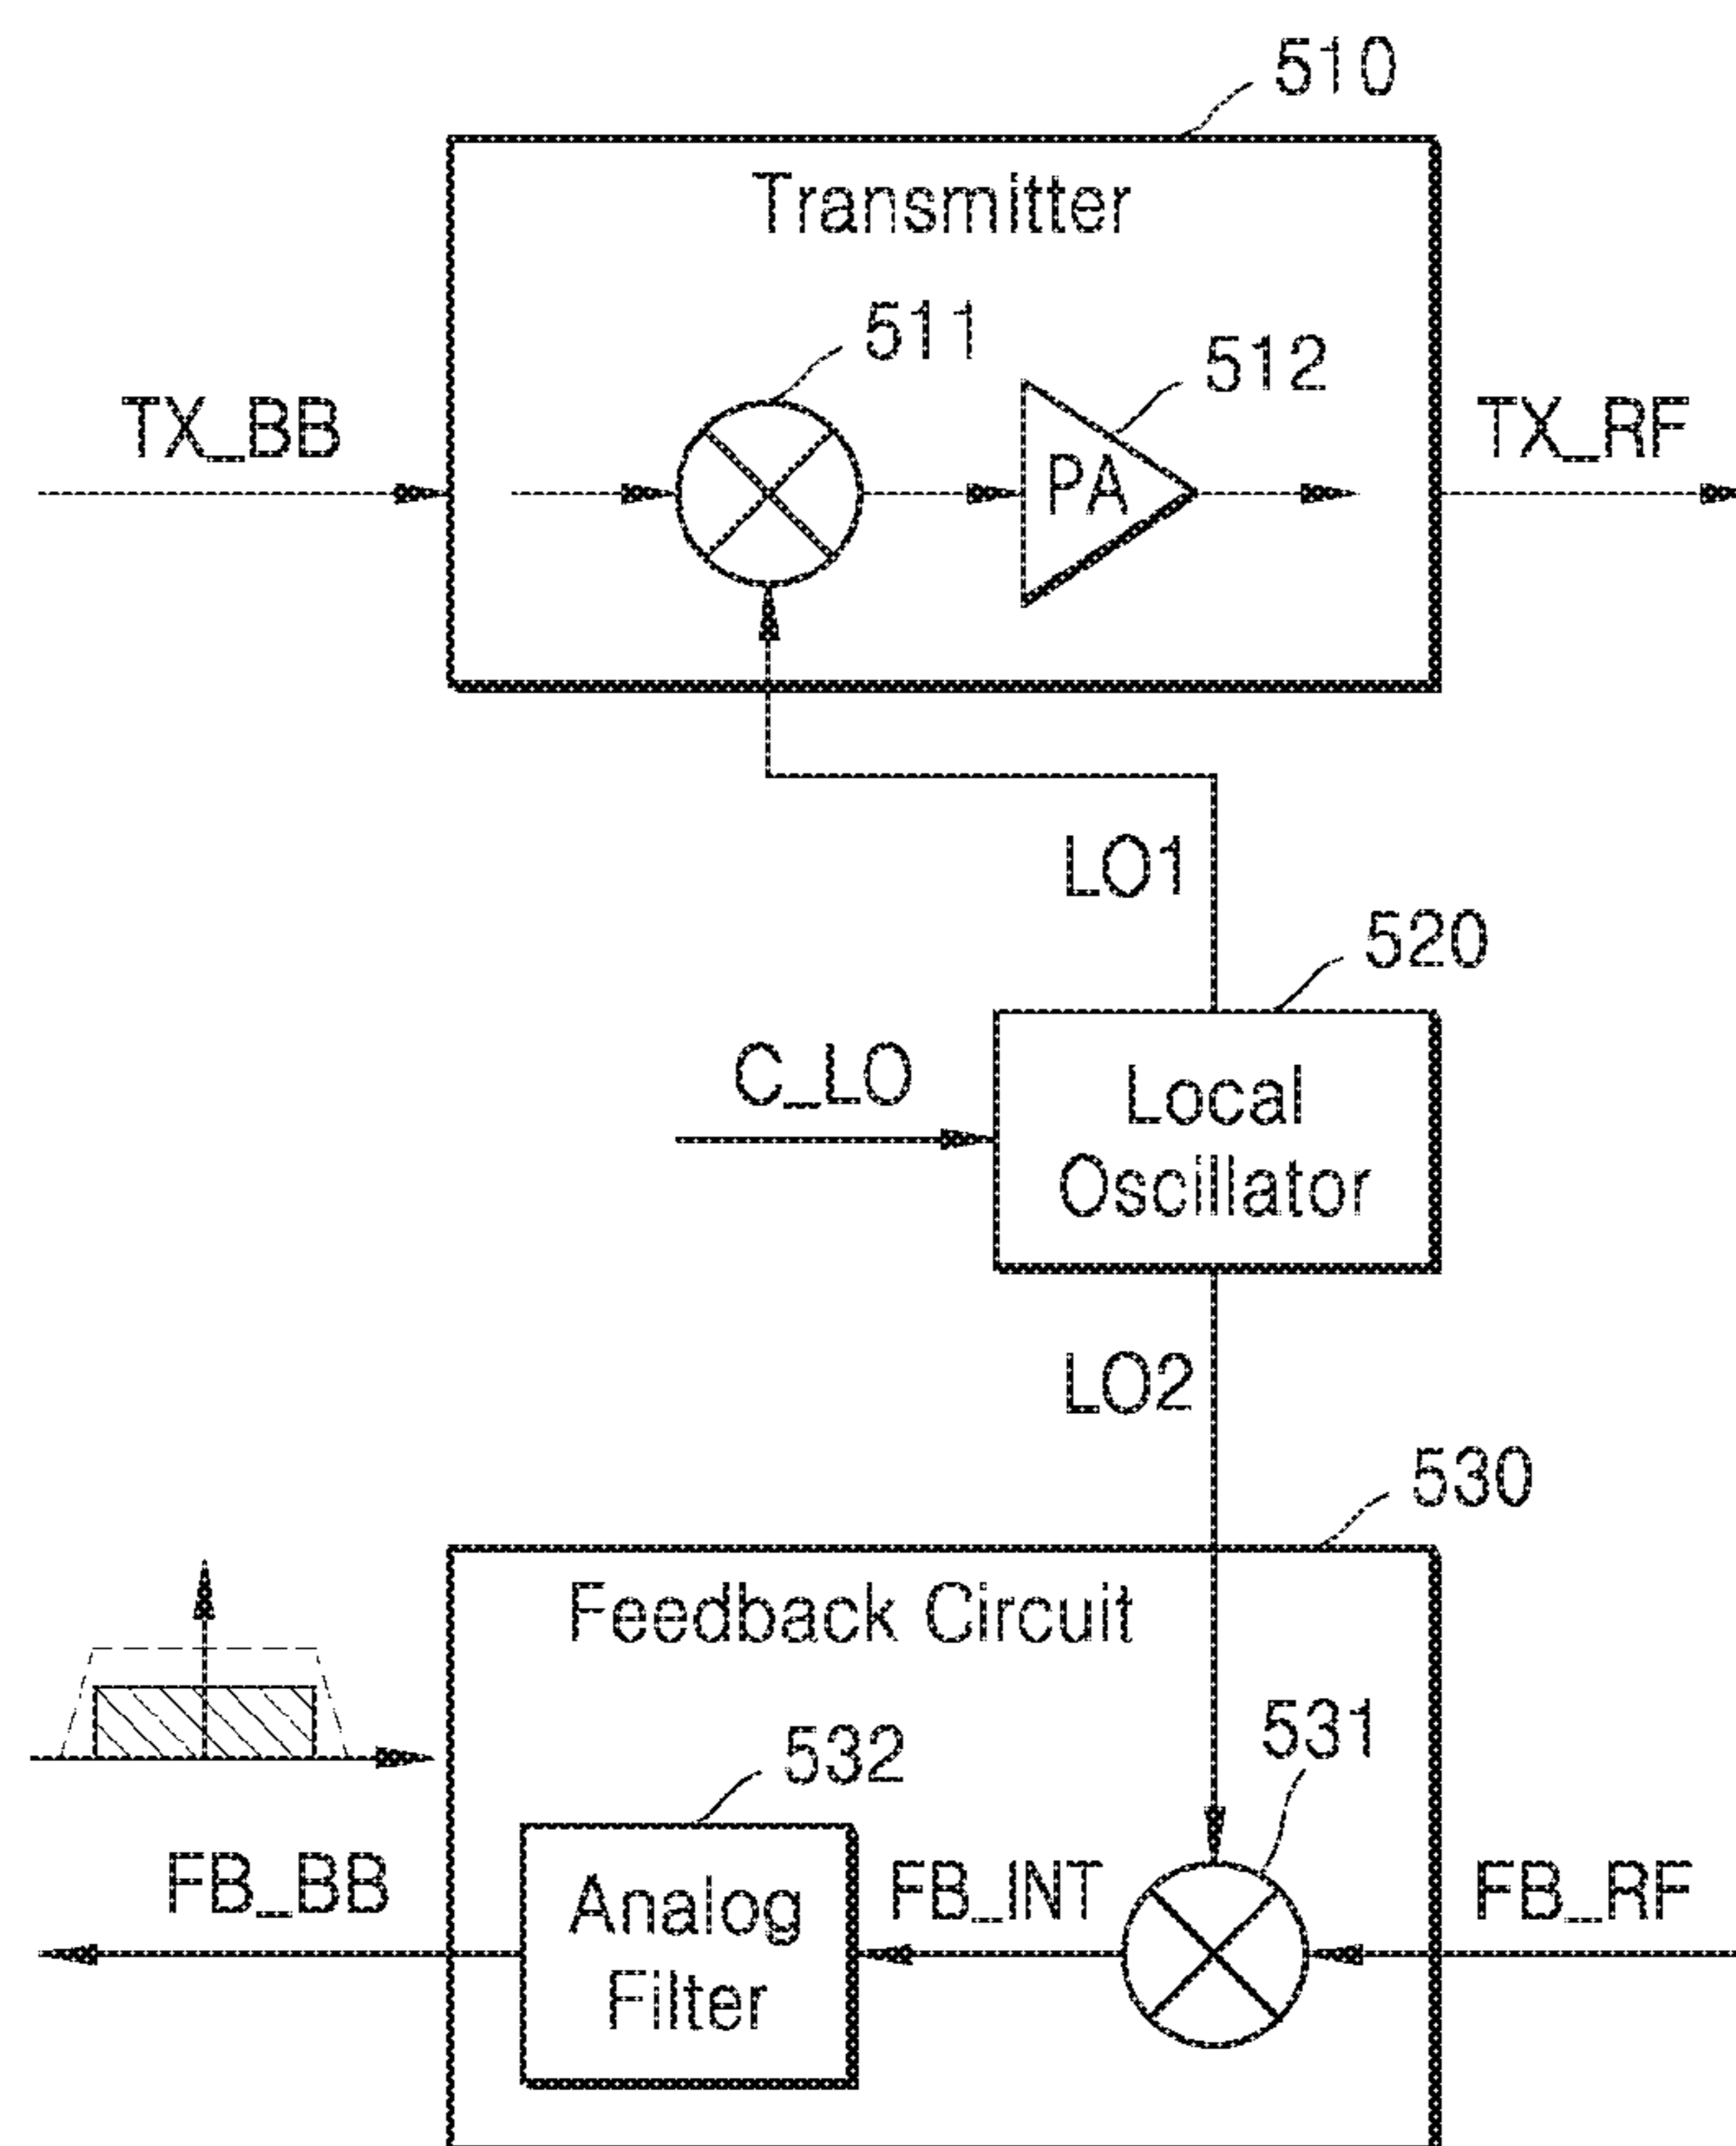 510
Transmitter
511
512
TX_BB
PA
TX_RF
LO1
520
C_LO
Local
Oscillator
LO2
530
Feedback Circuit
531
532
FB_BB
Analog
Filter
FB_INT
FB_RF